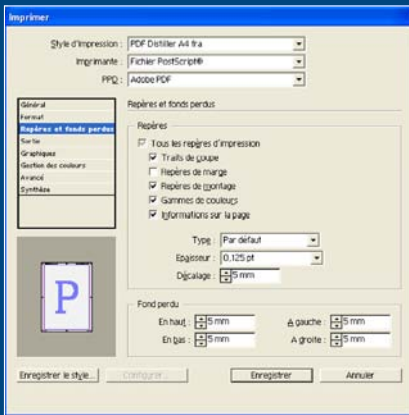 Imprimer
Style d'impression : PDF Distiller A4 fra
Imprimante : Fichier PostScript®
PPD : Adobe PDF
Général
Format
Repères et fonds perdus
Sortie
Graphiques
Gestion des couleurs
Avancé
Synthèse
Repères et fonds perdus
Repères
Tous les repères d'impression
Traits de coupe
Repères de marge
Repères de montage
Gammes de couleurs
Informations sur la page
Type : Par défaut
Epaisseur : 0,125 pt
Décalage : 5 mm
P
Fond perdu
En haut : 5 mm A gauche : 5 mm
En bas : 5 mm A droite : 5 mm
Enregistrer le style... Configurer... Enregistrer Annuler